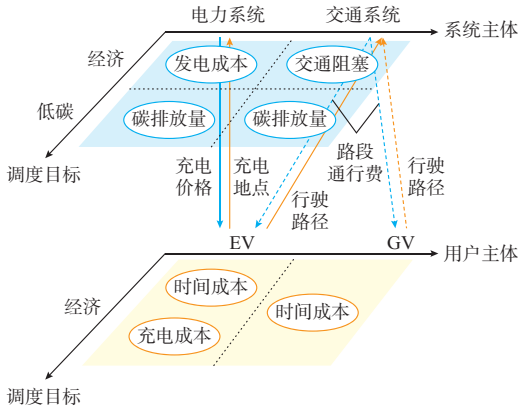 电力系统
交通系统
系统主体
经济
发电成本
交通阻塞
低碳
碳排放量
碳排放量
调度目标
充电
价格
充电
地点
行驶
路径
路段
通行费
行驶
路径
EV
GV
用户主体
时间成本
经济
时间成本
充电成本
调度目标